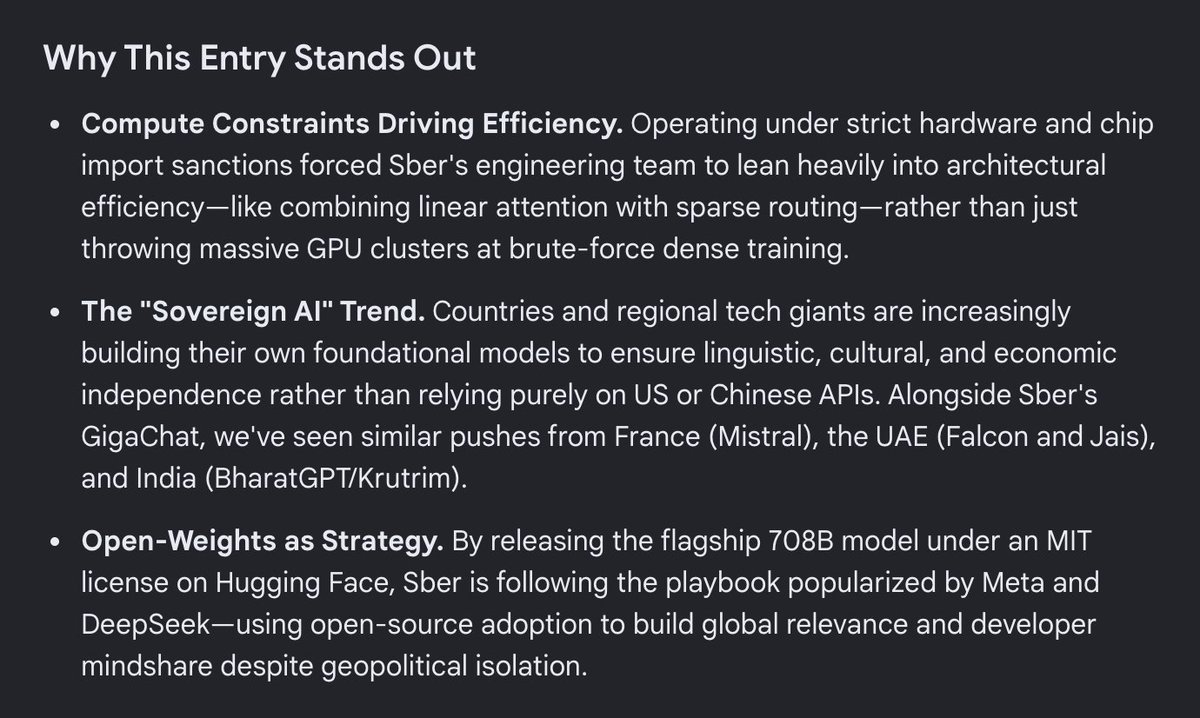 Why This Entry Stands Out
• Compute Constraints Driving Efficiency. Operating under strict hardware and chip
import sanctions forced Sber's engineering team to lean heavily into architectural
efficiency—like combining linear attention with sparse routing—rather than just
throwing massive GPU clusters at brute-force dense training.
• The "Sovereign AI" Trend. Countries and regional tech giants are increasingly
building their own foundational models to ensure linguistic, cultural, and economic
independence rather than relying purely on US or Chinese APIs. Alongside Sber's
GigaChat, we've seen similar pushes from France (Mistral), the UAE (Falcon and Jais),
and India (BharatGPT/Krutrim).
• Open-Weights as Strategy. By releasing the flagship 708B model under an MIT
license on Hugging Face, Sber is following the playbook popularized by Meta and
DeepSeek—using open-source adoption to build global relevance and developer
mindshare despite geopolitical isolation.